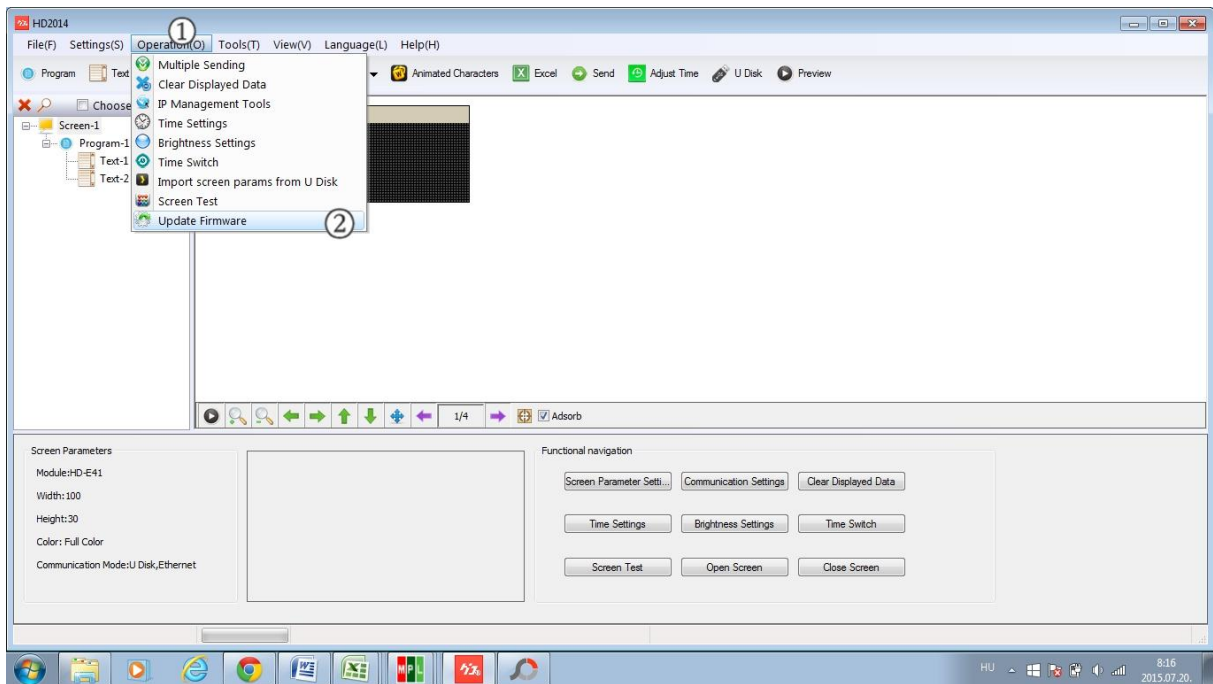 HD2014
①
File(F) Settings(S) Operation(O) Tools(T) View(V) Language(L) Help(H)
Program Text Animated Characters Excel Send Adjust Time U Disk Preview
Multiple Sending
Clear Displayed Data
IP Management Tools
Time Settings
Brightness Settings
Time Switch
Import screen params from U Disk
Screen Test
Update Firmware ②
Choose
Screen-1
Program-1
Text-1
Text-2
1/4 Adsorb
Screen Parameters
Module:HD-E41
Width:100
Height:30
Color: Full Color
Communication Mode:U Disk,Ethernet
Functional navigation
Screen Parameter Setti... Communication Settings Clear Displayed Data
Time Settings Brightness Settings Time Switch
Screen Test Open Screen Close Screen
MPL
HU 8:16
2015.07.20.